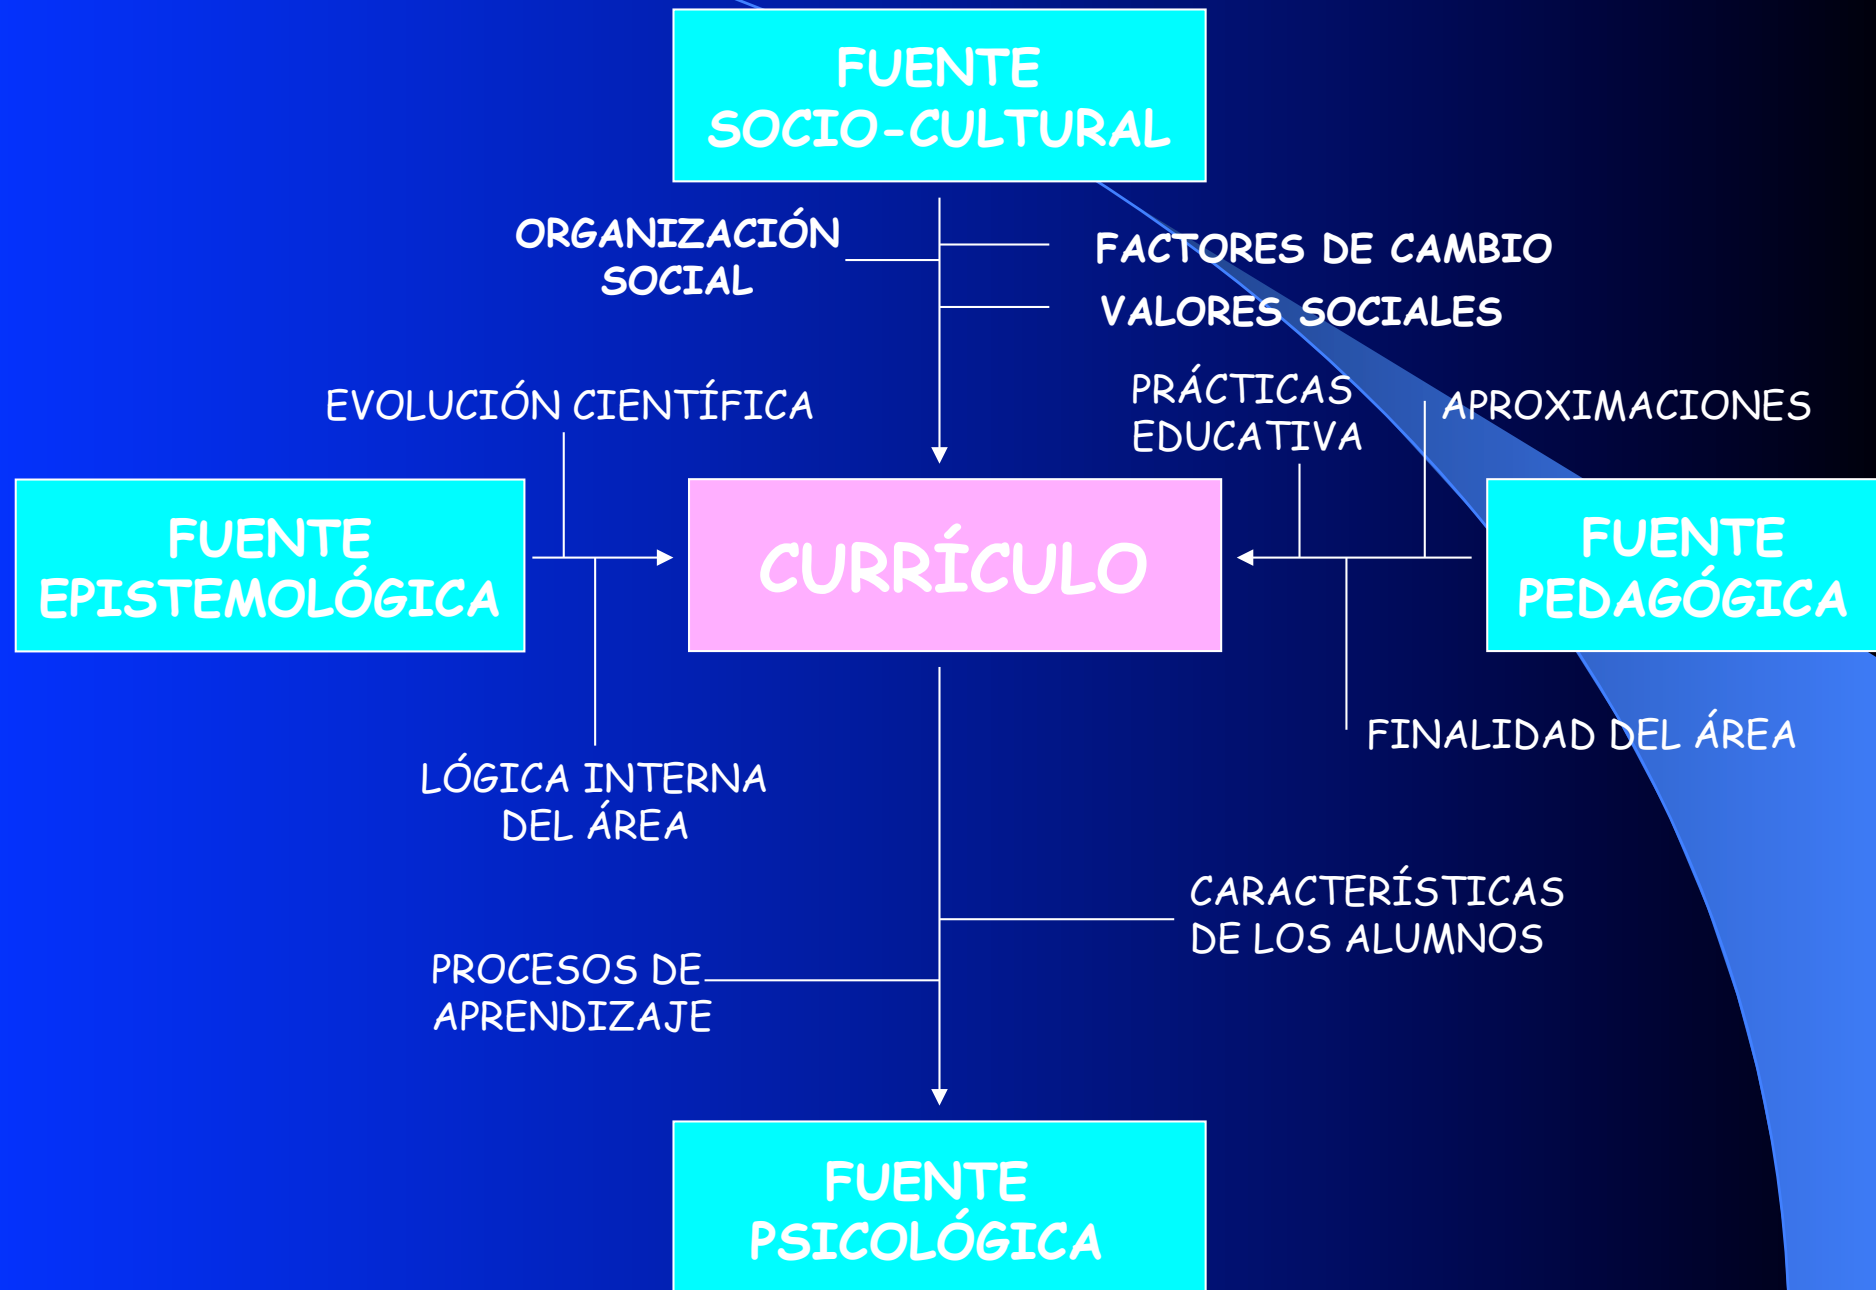 FUENTE
SOCIO-CULTURAL
ORGANIZACIÓN
SOCIAL
FACTORES DE CAMBIO
VALORES SOCIALES
EVOLUCIÓN CIENTÍFICA
PRÁCTICAS
EDUCATIVA
APROXIMACIONES
FUENTE
EPISTEMOLÓGICA
CURRÍCULO
FUENTE
PEDAGÓGICA
FINALIDAD DEL ÁREA
LÓGICA INTERNA
DEL ÁREA
CARACTERÍSTICAS
DE LOS ALUMNOS
PROCESOS DE
APRENDIZAJE
FUENTE
PSICOLÓGICA